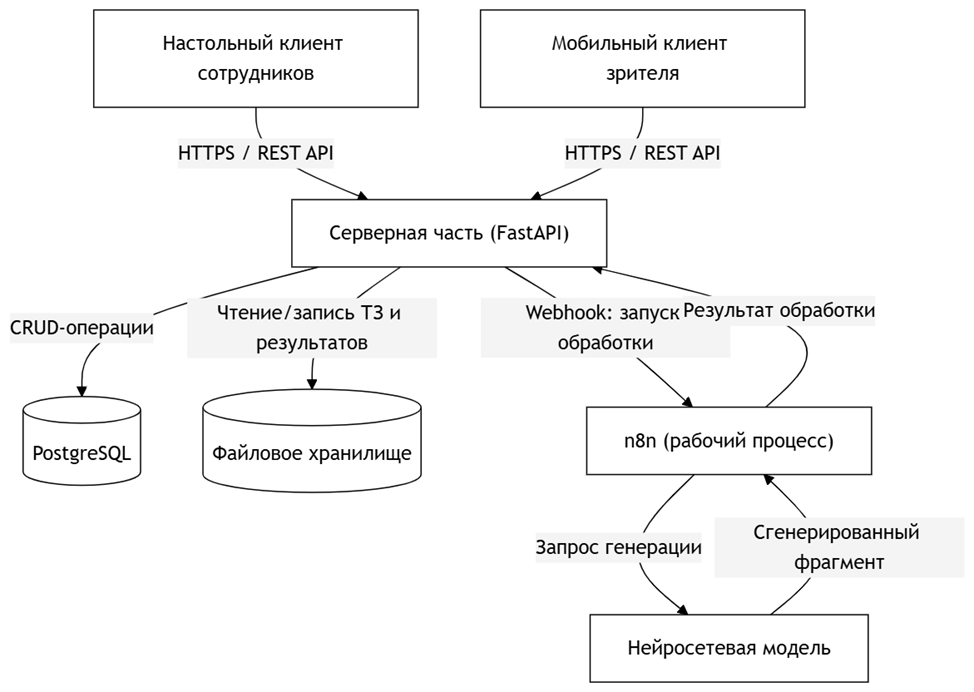 Настольный клиент
сотрудников
Мобильный клиент
зрителя
HTTPS / REST API
HTTPS / REST API
Серверная часть (FastAPI)
CRUD-операции
Чтение/запись ТЗ и
результатов
Webhook: запуск
обработки
Результат обработки
PostgreSQL
Файловое хранилище
n8n (рабочий процесс)
Запрос генерации
Сгенерированный
фрагмент
Нейросетевая модель